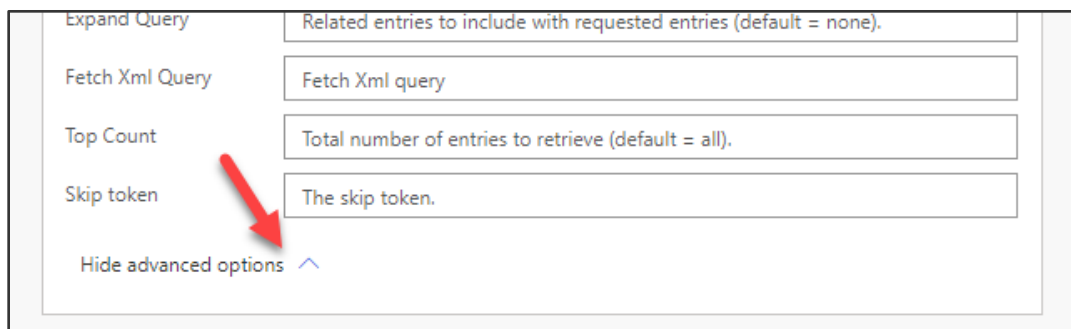 Expand Query
Related entries to include with requested entries (default = none).
Fetch Xml Query
Fetch Xml query
Top Count
Total number of entries to retrieve (default = all).
Skip token
The skip token.
Hide advanced options